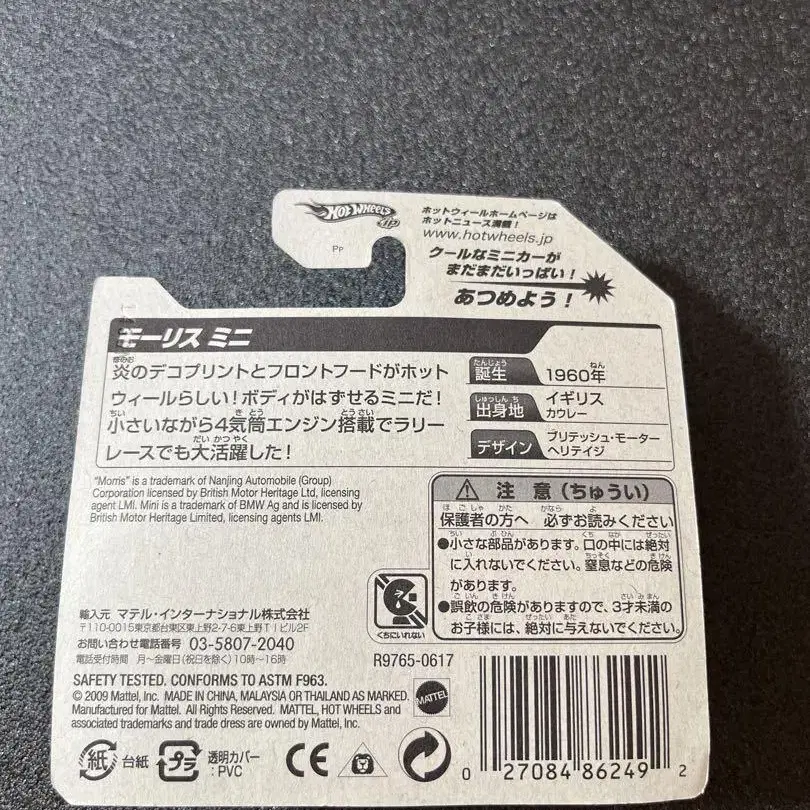 HOT WHEELS
.jp
PP
ホットウィールホームページは
ホットニュース満載！
www.hotwheels.jp
クールなミニカーが
まだまだいっぱい！
あつめよう！
モーリス ミニ
炎のデコプリントとフロントフードがホット
ウィールらしい！ボディがはずせるミニだ！
小さいながら4気筒エンジン搭載でラリー
レースでも大活躍した！
誕生 1960年
出身地 イギリス
カウレー
デザイン ブリテッシュ・モーター
ヘリテイジ
"Morris" is a trademark of Nanjing Automobile (Group)
Corporation licensed by British Motor Heritage Ltd, licensing
agent LMI. Mini is a trademark of BMW Ag and is licensed by
British Motor Heritage Limited, licensing agents LMI.
注 意（ちゅうい）
保護者の方へ 必ずお読みください
●小さな部品があります。口の中には絶対
に入れないでください。窒息などの危険
があります。
●誤飲の危険がありますので、3才未満の
お子様には、絶対に与えないでください。
くちにいれない
輸入元 マテル・インターナショナル株式会社
〒110-0015東京都台東区東上野2-7-6東上野TIビル2F
お問い合わせ電話番号 03-5807-2040
電話受付時間 月～金曜日(祝日を除く)10時～16時
R9765-0617
SAFETY TESTED. CONFORMS TO ASTM F963.
© 2009 Mattel, Inc. MADE IN CHINA, MALAYSIA OR THAILAND AS MARKED.
Manufactured for Mattel. All Rights Reserved. MATTEL, HOT WHEELS and
associated trademarks and trade dress are owned by Mattel, Inc.
MATTEL
紙 台紙
プラ 透明カバー
：PVC
CE
0 27084 86249 2